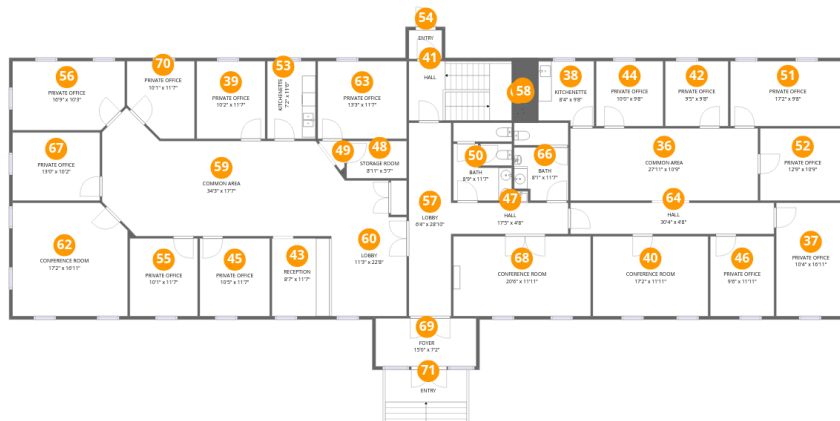 54
ENTRY
56
PRIVATE OFFICE
16'9" x 10'3"
70
PRIVATE OFFICE
10'1" x 11'7"
39
PRIVATE OFFICE
10'2" x 11'7"
53
KITCHENETTE
7'2" x 11'0"
63
PRIVATE OFFICE
13'3" x 11'7"
41
HALL
58
38
KITCHENETTE
8'4" x 9'8"
44
PRIVATE OFFICE
10'0" x 9'8"
42
PRIVATE OFFICE
9'5" x 9'8"
51
PRIVATE OFFICE
17'2" x 9'8"
67
PRIVATE OFFICE
13'0" x 10'2"
59
COMMON AREA
34'3" x 17'7"
49
48
STORAGE ROOM
8'11" x 5'7"
50
BATH
8'9" x 11'7"
66
BATH
8'1" x 11'7"
36
COMMON AREA
27'11" x 10'9"
52
PRIVATE OFFICE
12'9" x 10'9"
57
LOBBY
6'4" x 28'10"
47
HALL
17'5" x 4'8"
64
HALL
30'4" x 4'8"
62
CONFERENCE ROOM
17'2" x 16'11"
55
PRIVATE OFFICE
10'1" x 11'7"
45
PRIVATE OFFICE
10'5" x 11'7"
43
RECEPTION
8'7" x 11'7"
60
LOBBY
11'3" x 22'8"
68
CONFERENCE ROOM
20'6" x 11'11"
40
CONFERENCE ROOM
17'2" x 11'11"
46
PRIVATE OFFICE
9'6" x 11'11"
37
PRIVATE OFFICE
10'4" x 16'11"
69
FOYER
15'0" x 7'2"
71
ENTRY